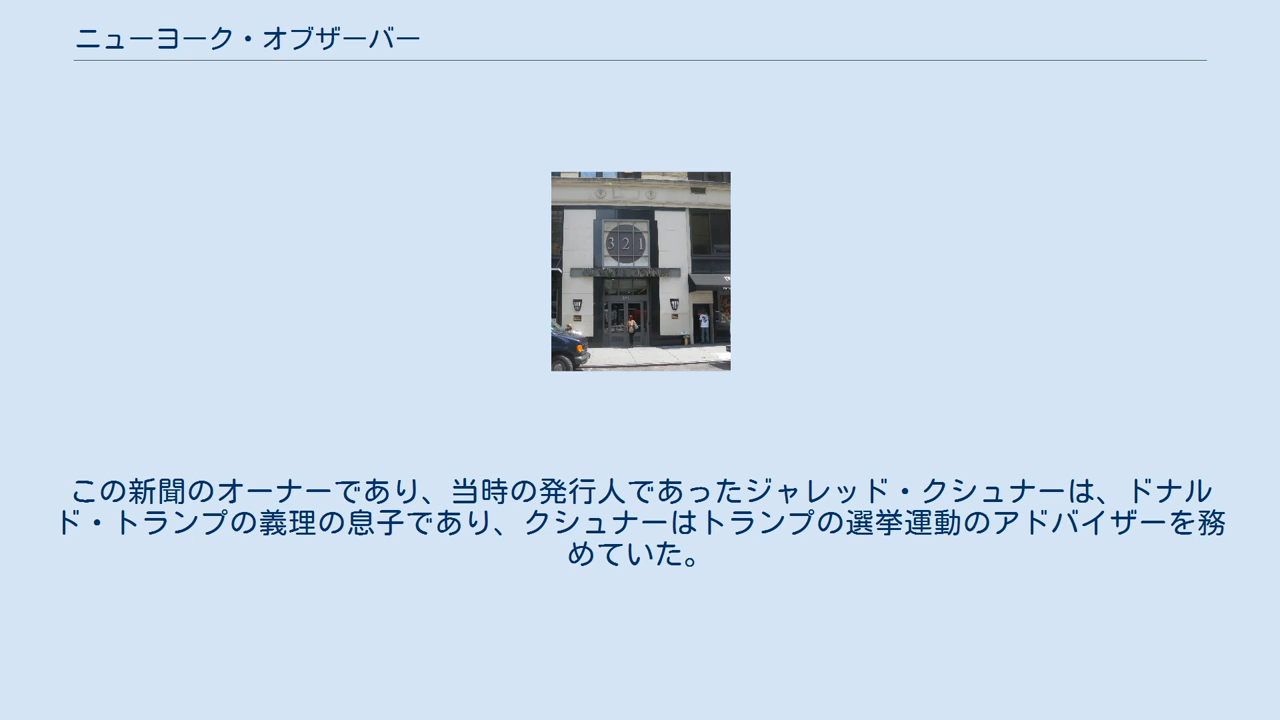 ニューヨーク・オブザーバー
321
この新聞のオーナーであり、当時の発行人であったジャレッド・クシュナーは、ドナル
ド・トランプの義理の息子であり、クシュナーはトランプの選挙運動のアドバイザーを務
めていた。